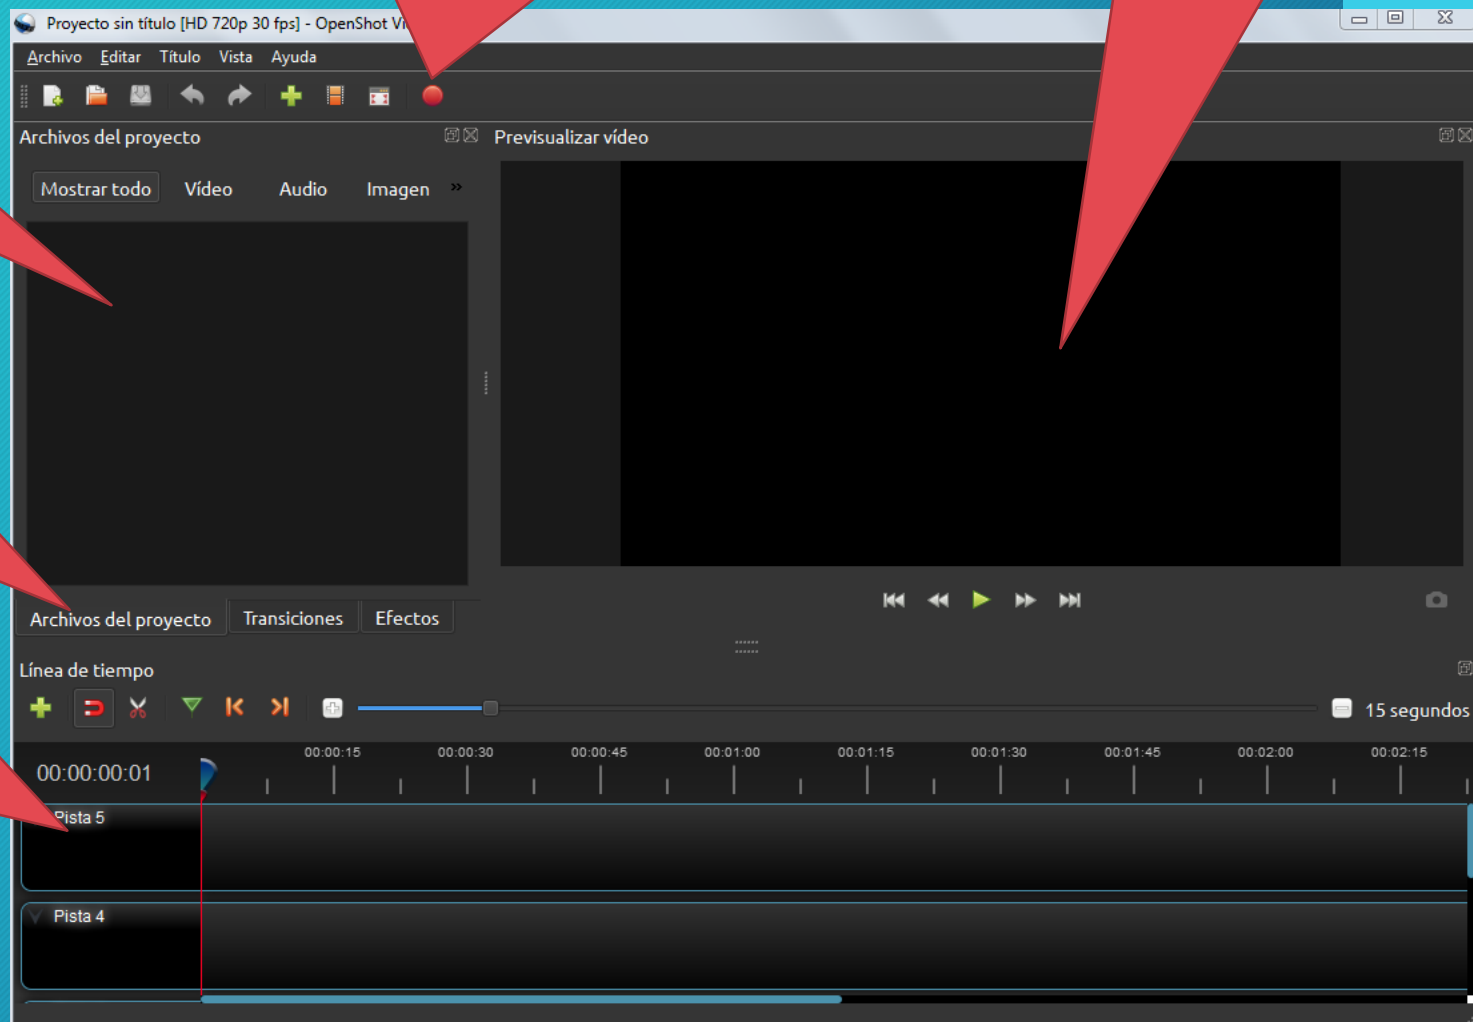 Proyecto sin título [HD 720p 30 fps] - OpenShot
Archivo Editar Título Vista Ayuda
Archivos del proyecto
Previsualizar vídeo
Mostrar todo Vídeo Audio Imagen »
Archivos del proyecto Transiciones Efectos
Línea de tiempo
15 segundos
00:00:15 00:00:30 00:00:45 00:01:00 00:01:15 00:01:30 00:01:45 00:02:00 00:02:15
00:00:00:01
Pista 5
Pista 4